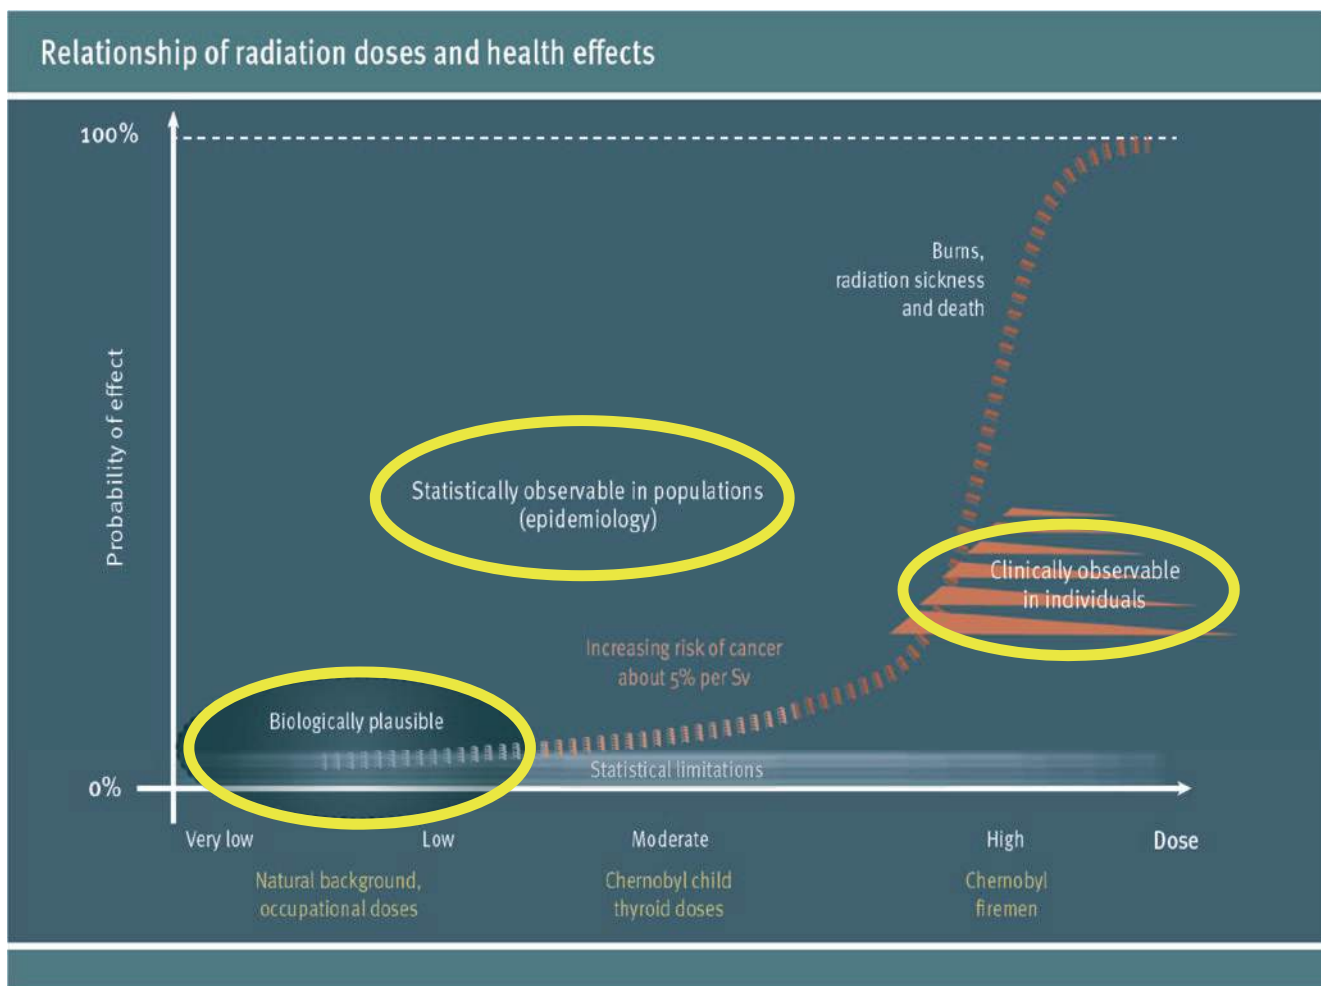 Relationship of radiation doses and health effects
100%
Burns,
radiation sickness
and death
Probability of effect
Statistically observable in populations
(epidemiology)
Clinically observable
in individuals
Increasing risk of cancer
about 5% per Sv
Biologically plausible
Statistical limitations
0%
Very low
Low
Moderate
High
Dose
Natural background,
occupational doses
Chernobyl child
thyroid doses
Chernobyl
firemen